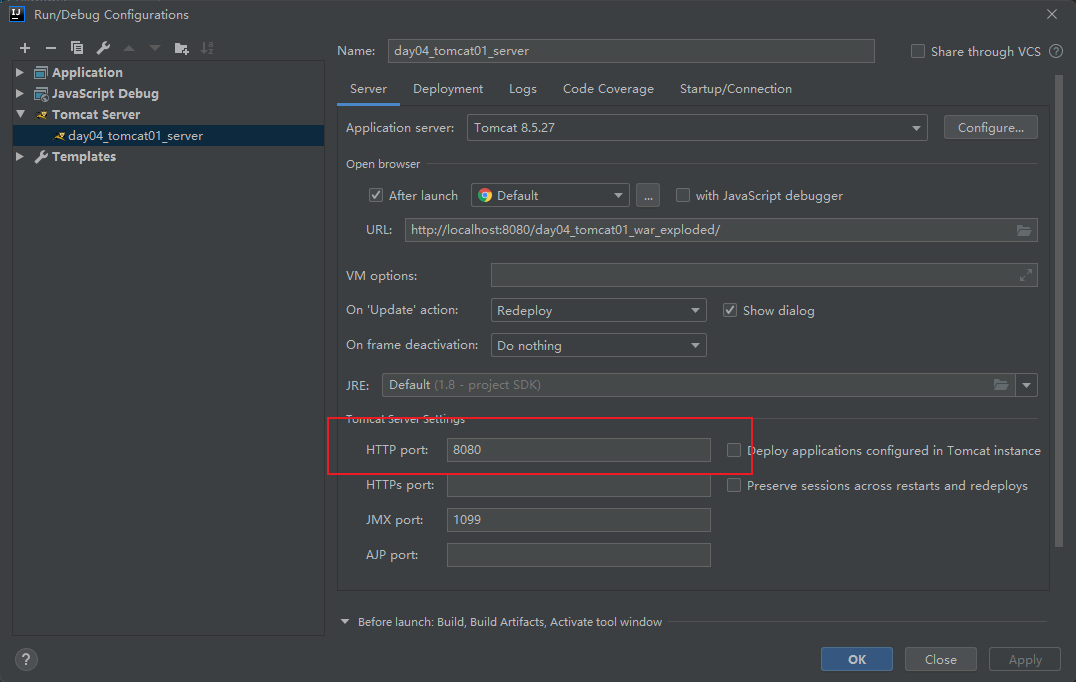 IJ Run/Debug Configurations
Application
JavaScript Debug
Tomcat Server
day04_tomcat01_server
Templates
Name: day04_tomcat01_server Share through VCS ?
Server Deployment Logs Code Coverage Startup/Connection
Application server: Tomcat 8.5.27 Configure...
Open browser
After launch Default ... with JavaScript debugger
URL: http://localhost:8080/day04_tomcat01_war_exploded/
VM options:
On 'Update' action: Redeploy Show dialog
On frame deactivation: Do nothing
JRE: Default (1.8 - project SDK)
Tomcat Server Settings
HTTP port: 8080 Deploy applications configured in Tomcat instance
HTTPs port: Preserve sessions across restarts and redeploys
JMX port: 1099
AJP port:
Before launch: Build, Build Artifacts, Activate tool window
? OK Close Apply